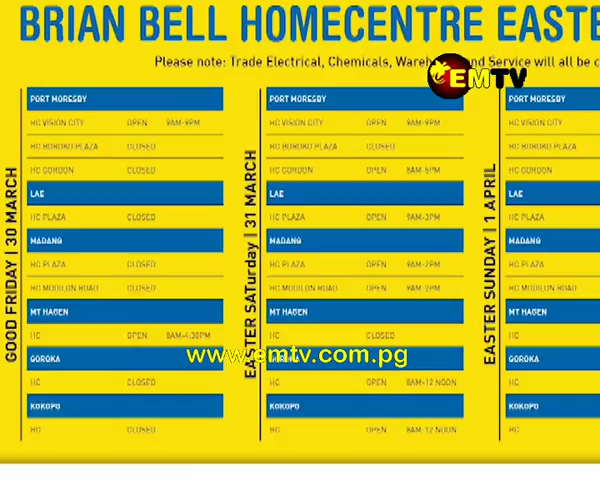 BRIAN BELL HOMECENTRE EASTE
Please note: Trade Electrical, Chemicals, Wareh nd Service will all be c
EMTV
GOOD FRIDAY | 30 MARCH
PORT MORESBY
HC VISION CITY OPEN 9AM-9PM
HC BOROKO PLAZA CLOSED
HC GORDON CLOSED
LAE
HC PLAZA CLOSED
MADANG
HC PLAZA CLOSED
HC MODILON ROAD CLOSED
MT HAGEN
HC OPEN 8AM-4:30PM
GOROKA
HC CLOSED
KOKOPO
HC CLOSED
EASTER SATurday | 31 MARCH
PORT MORESBY
HC VISION CITY OPEN 9AM-9PM
HC BOROKO PLAZA CLOSED
HC GORDON OPEN 8AM-5PM
LAE
HC PLAZA OPEN 9AM-3PM
MADANG
HC PLAZA OPEN 9AM-2PM
HC MODILON ROAD OPEN 9AM-2PM
MT HAGEN
HC CLOSED
GOROKA
HC OPEN 8AM-12 NOON
KOKOPO
HC OPEN 8AM-12 NOON
EASTER SUNDAY | 1 APRIL
PORT MORESBY
HC VISION CITY
HC BOROKO PLAZA
HC GORDON
LAE
HC PLAZA
MADANG
HC PLAZA
HC MODILON ROAD
MT HAGEN
HC
GOROKA
HC
KOKOPO
HC
www.emtv.com.pg